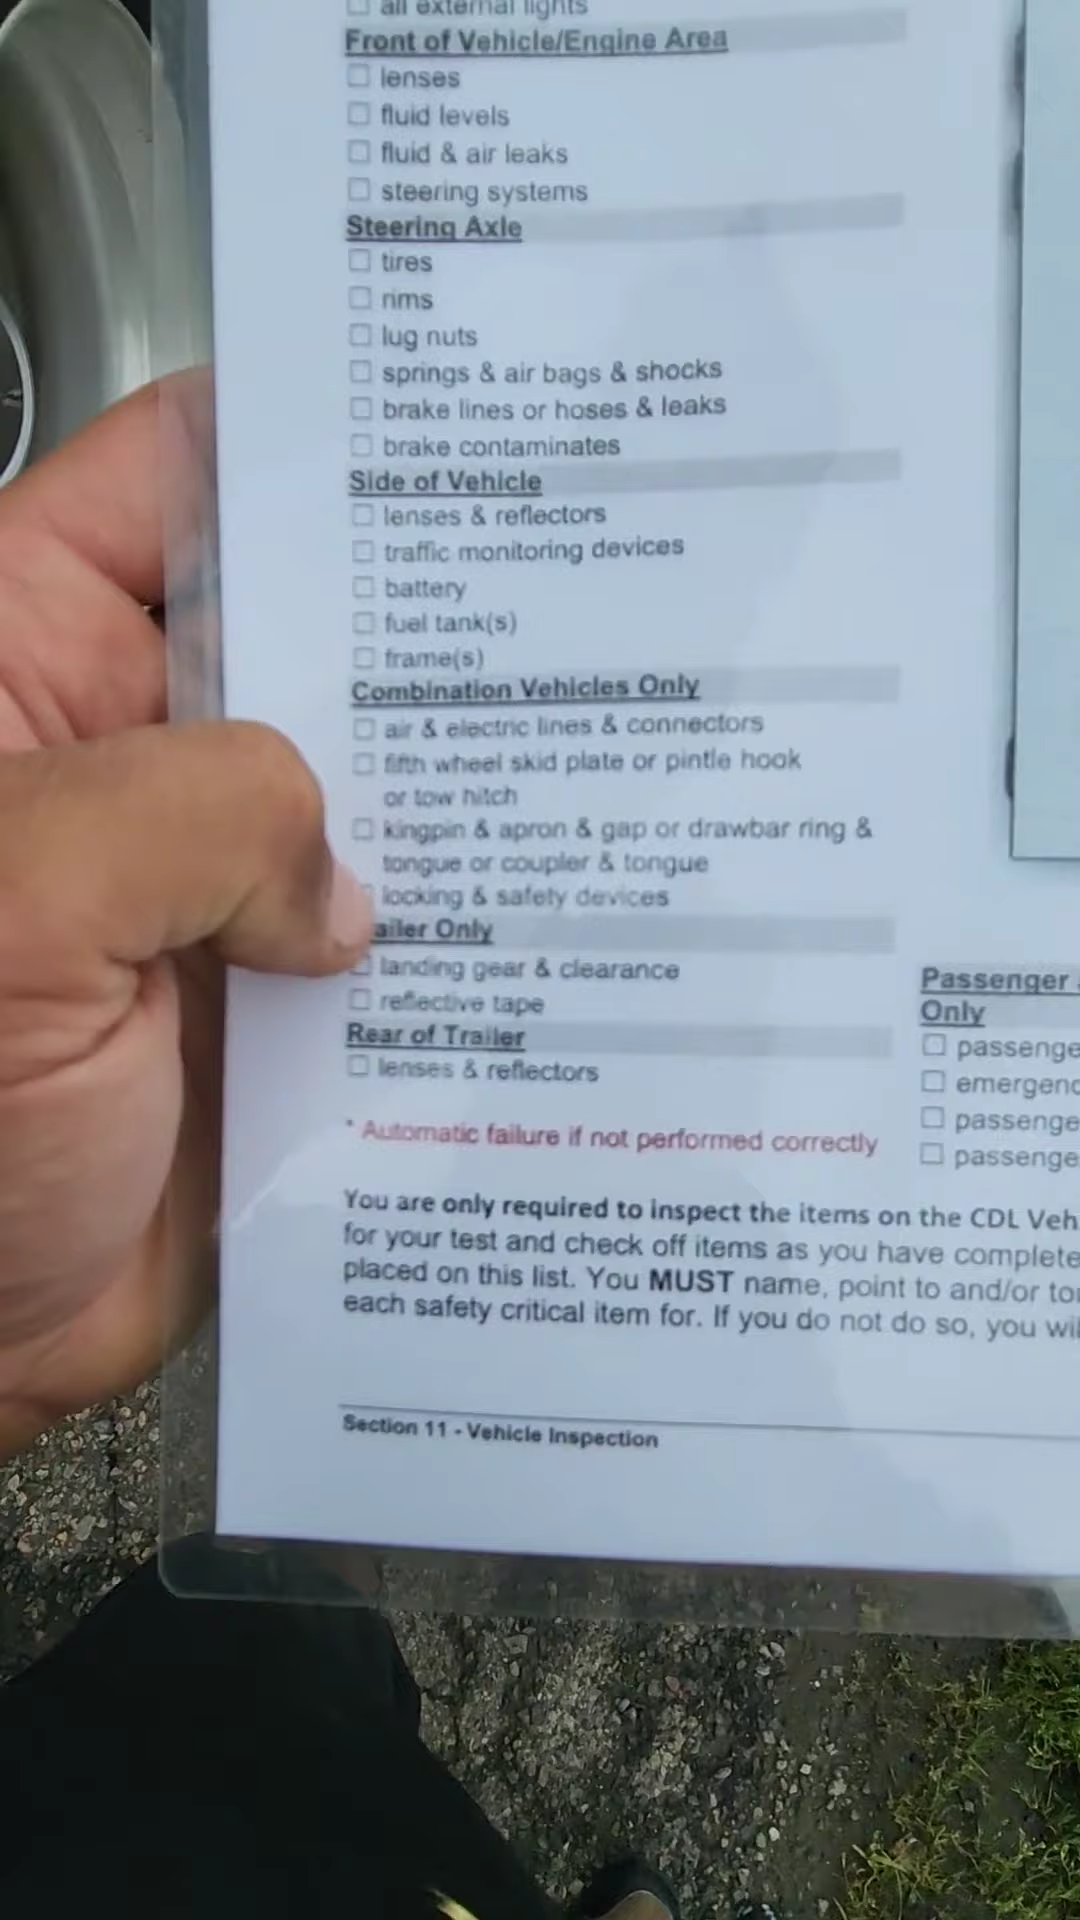 ☐ all external lights
Front of Vehicle/Engine Area
☐ lenses
☐ fluid levels
☐ fluid & air leaks
☐ steering systems
Steering Axle
☐ tires
☐ rims
☐ lug nuts
☐ springs & air bags & shocks
☐ brake lines or hoses & leaks
☐ brake contaminates
Side of Vehicle
☐ lenses & reflectors
☐ traffic monitoring devices
☐ battery
☐ fuel tank(s)
☐ frame(s)
Combination Vehicles Only
☐ air & electric lines & connectors
☐ fifth wheel skid plate or pintle hook
or tow hitch
☐ kingpin & apron & gap or drawbar ring &
tongue or coupler & tongue
☐ locking & safety devices
ailer Only
☐ landing gear & clearance
☐ reflective tape
Rear of Trailer
☐ lenses & reflectors
* Automatic failure if not performed correctly
Passenger
Only
☐ passenge
☐ emergenc
☐ passenge
☐ passenge
You are only required to inspect the items on the CDL Veh
for your test and check off items as you have complete
placed on this list. You MUST name, point to and/or to
each safety critical item for. If you do not do so, you wil
Section 11 - Vehicle Inspection